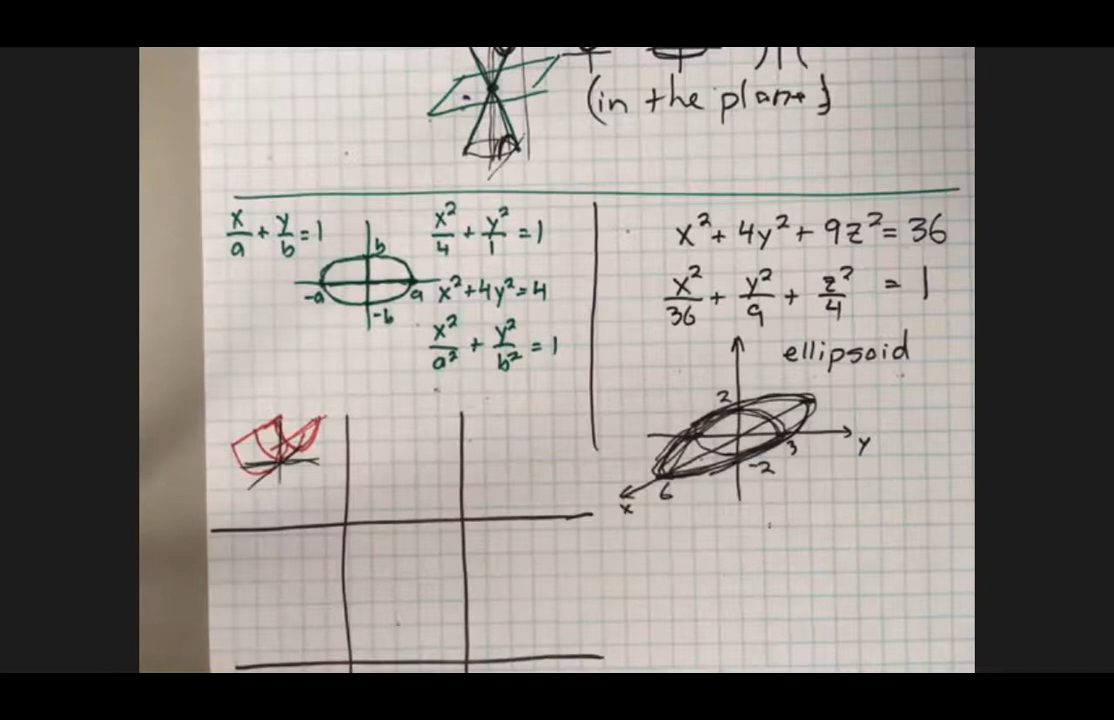 (in the plane)
x/a + y/b = 1
b
-a
a
-b
x²/4 + y²/1 = 1
x² + 4y² = 4
x²/a² + y²/b² = 1
x² + 4y² + 9z² = 36
x²/36 + y²/9 + z²/4 = 1
ellipsoid
2
3
y
-2
6
x